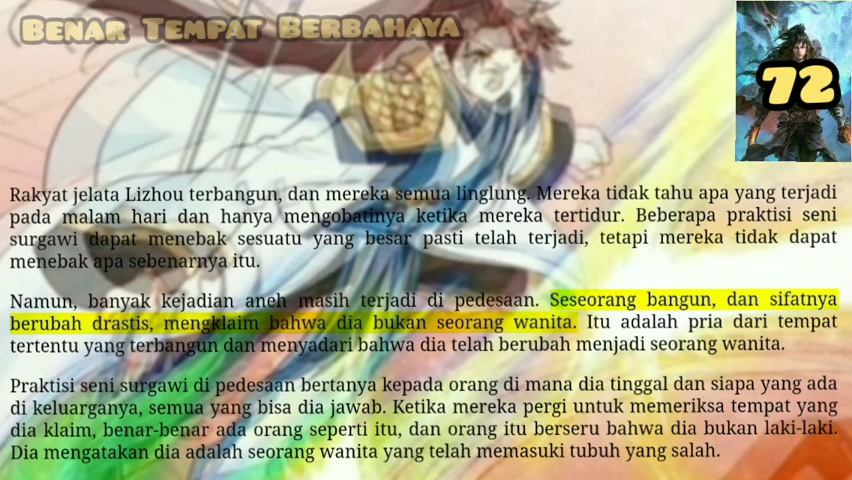 Benar Tempat Berbahaya
72
Rakyat jelata Lizhou terbangun, dan mereka semua linglung. Mereka tidak tahu apa yang terjadi
pada malam hari dan hanya mengobatinya ketika mereka tertidur. Beberapa praktisi seni
surgawi dapat menebak sesuatu yang besar pasti telah terjadi, tetapi mereka tidak dapat
menebak apa sebenarnya itu.
Namun, banyak kejadian aneh masih terjadi di pedesaan. Seseorang bangun, dan sifatnya
berubah drastis, mengklaim bahwa dia bukan seorang wanita. Itu adalah pria dari tempat
tertentu yang terbangun dan menyadari bahwa dia telah berubah menjadi seorang wanita.
Praktisi seni surgawi di pedesaan bertanya kepada orang di mana dia tinggal dan siapa yang ada
di keluarganya, semua yang bisa dia jawab. Ketika mereka pergi untuk memeriksa tempat yang
dia klaim, benar-benar ada orang seperti itu, dan orang itu berseru bahwa dia bukan laki-laki.
Dia mengatakan dia adalah seorang wanita yang telah memasuki tubuh yang salah.